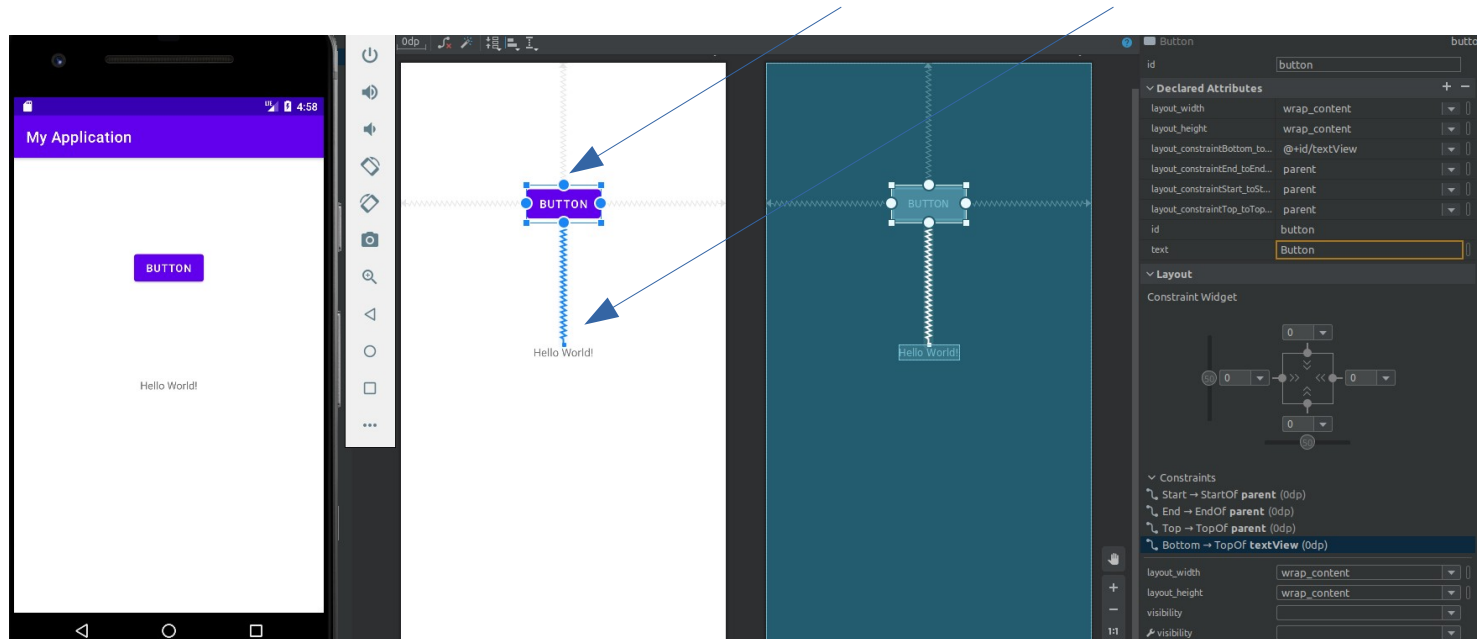 4:58
My Application
BUTTON
Hello World!
0dp
BUTTON
Hello World!
BUTTON
Hello World!
1:1
Button
butto
id button
Declared Attributes
layout_width wrap_content
layout_height wrap_content
layout_constraintBottom_to... @+id/textView
layout_constraintEnd_toEnd... parent
layout_constraintStart_toSt... parent
layout_constraintTop_toTop... parent
id button
text Button
Layout
Constraint Widget
0
50 0 0
0
50
Constraints
Start → StartOf parent (0dp)
End → EndOf parent (0dp)
Top → TopOf parent (0dp)
Bottom → TopOf textView (0dp)
layout_width wrap_content
layout_height wrap_content
visibility
visibility